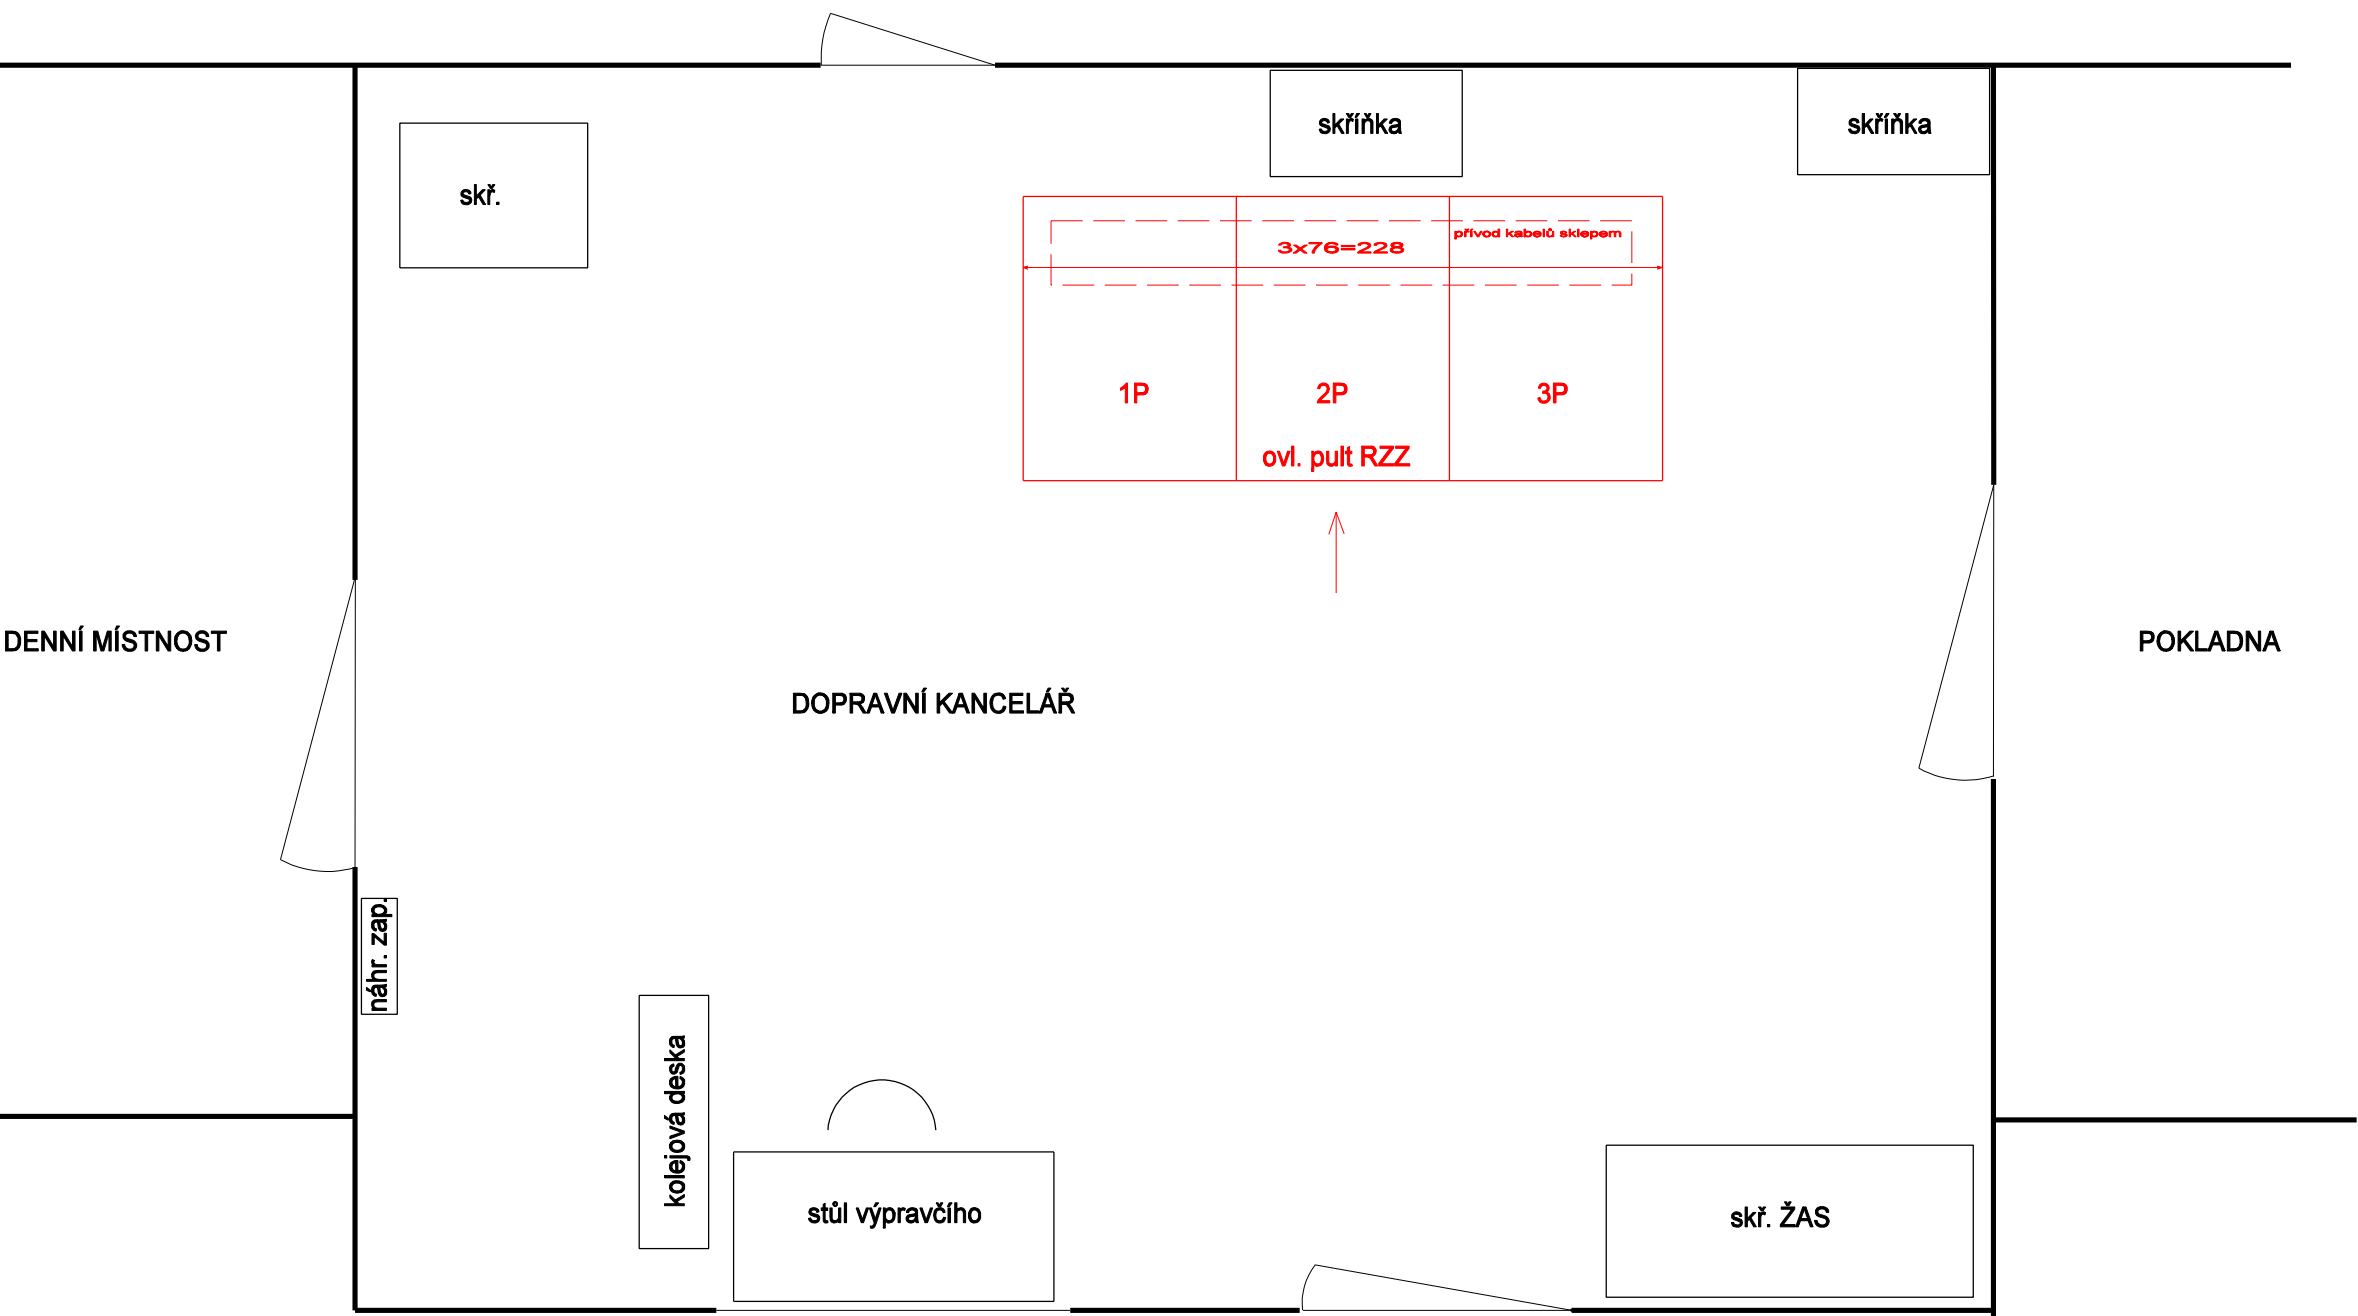 skříňka
skříňka
skř.
přívod kabelů sklepem
3x76=228
1P
2P
3P
ovl. pult RZZ
DENNÍ MÍSTNOST
POKLADNA
DOPRAVNÍ KANCELÁŘ
náhr. zap.
kolejová deska
stůl výpravčího
skř. ŽAS